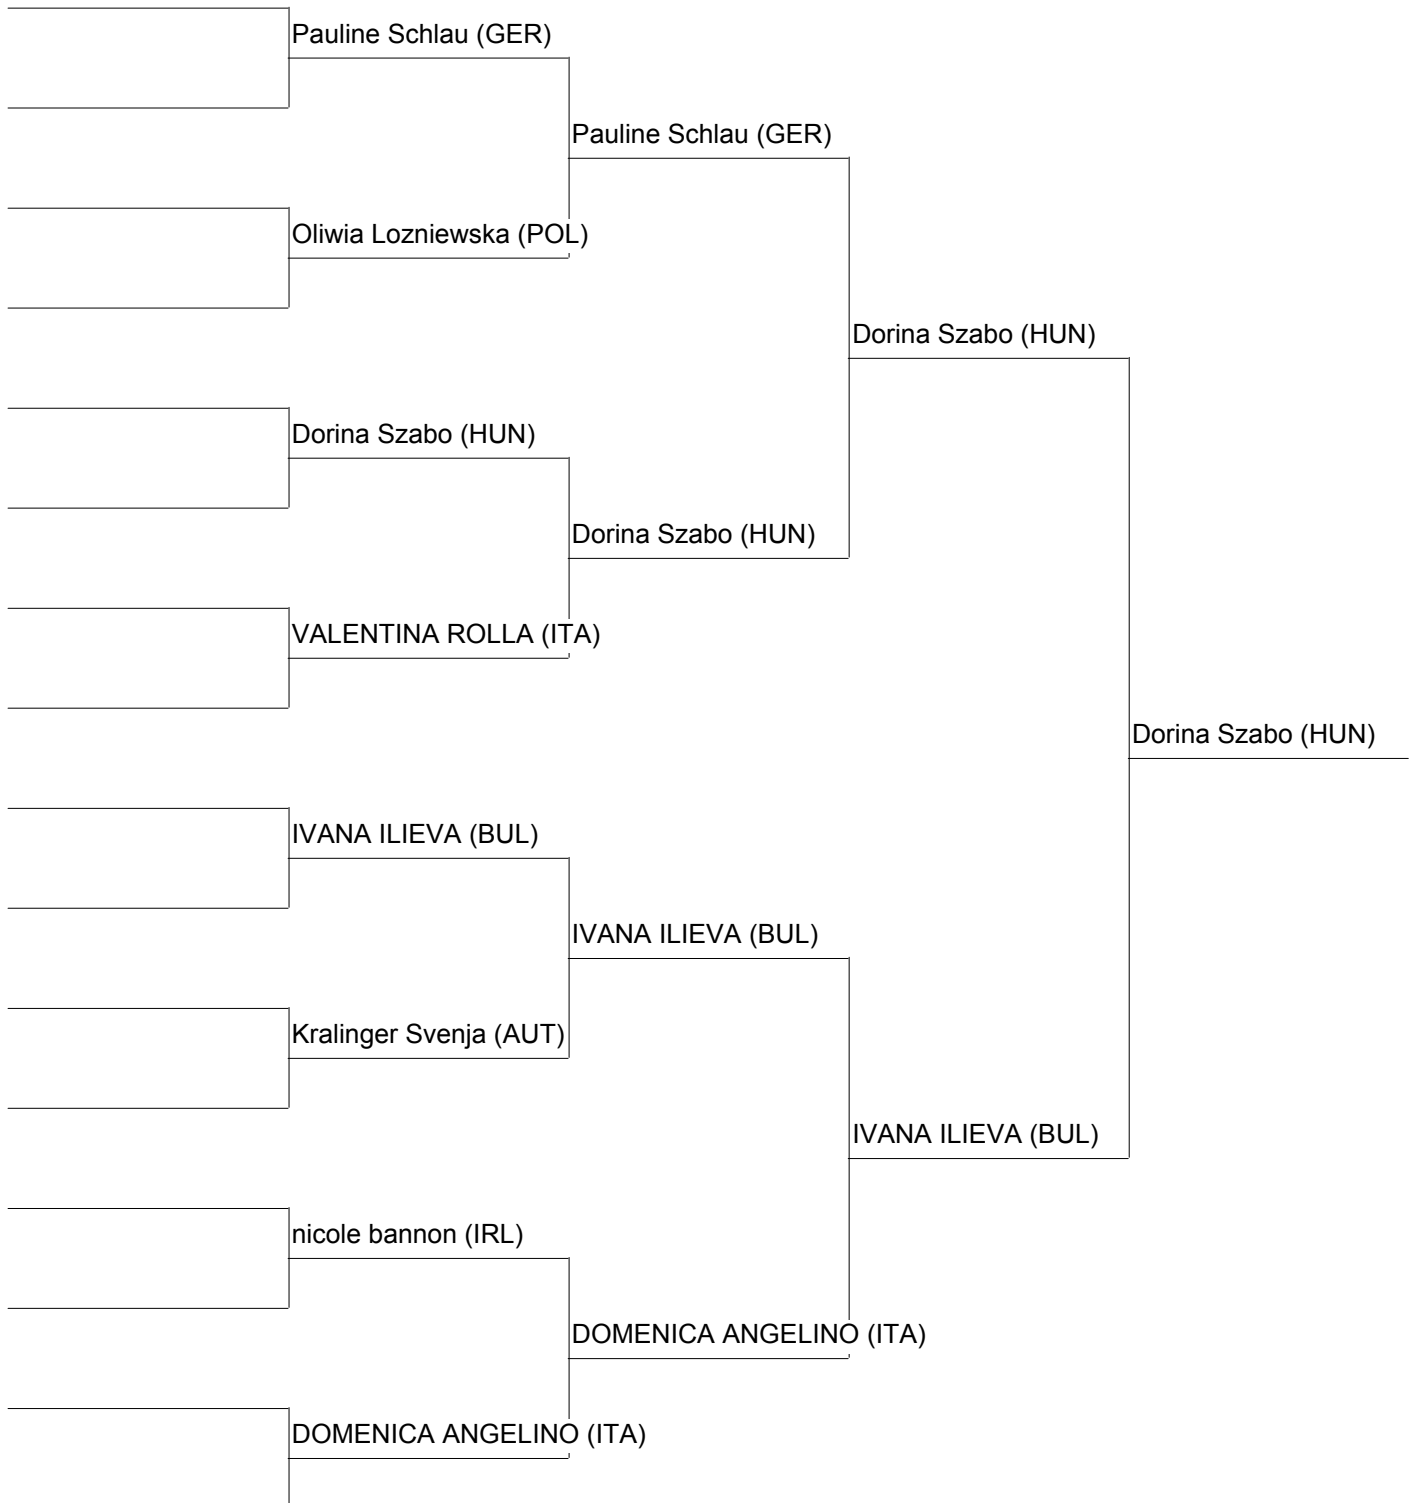 Pauline Schlau (GER)
Pauline Schlau (GER)
Oliwia Lozniewska (POL)
Dorina Szabo (HUN)
Dorina Szabo (HUN)
Dorina Szabo (HUN)
VALENTINA ROLLA (ITA)
Dorina Szabo (HUN)
IVANA ILIEVA (BUL)
IVANA ILIEVA (BUL)
Kralinger Svenja (AUT)
IVANA ILIEVA (BUL)
nicole bannon (IRL)
DOMENICA ANGELINO (ITA)
DOMENICA ANGELINO (ITA)